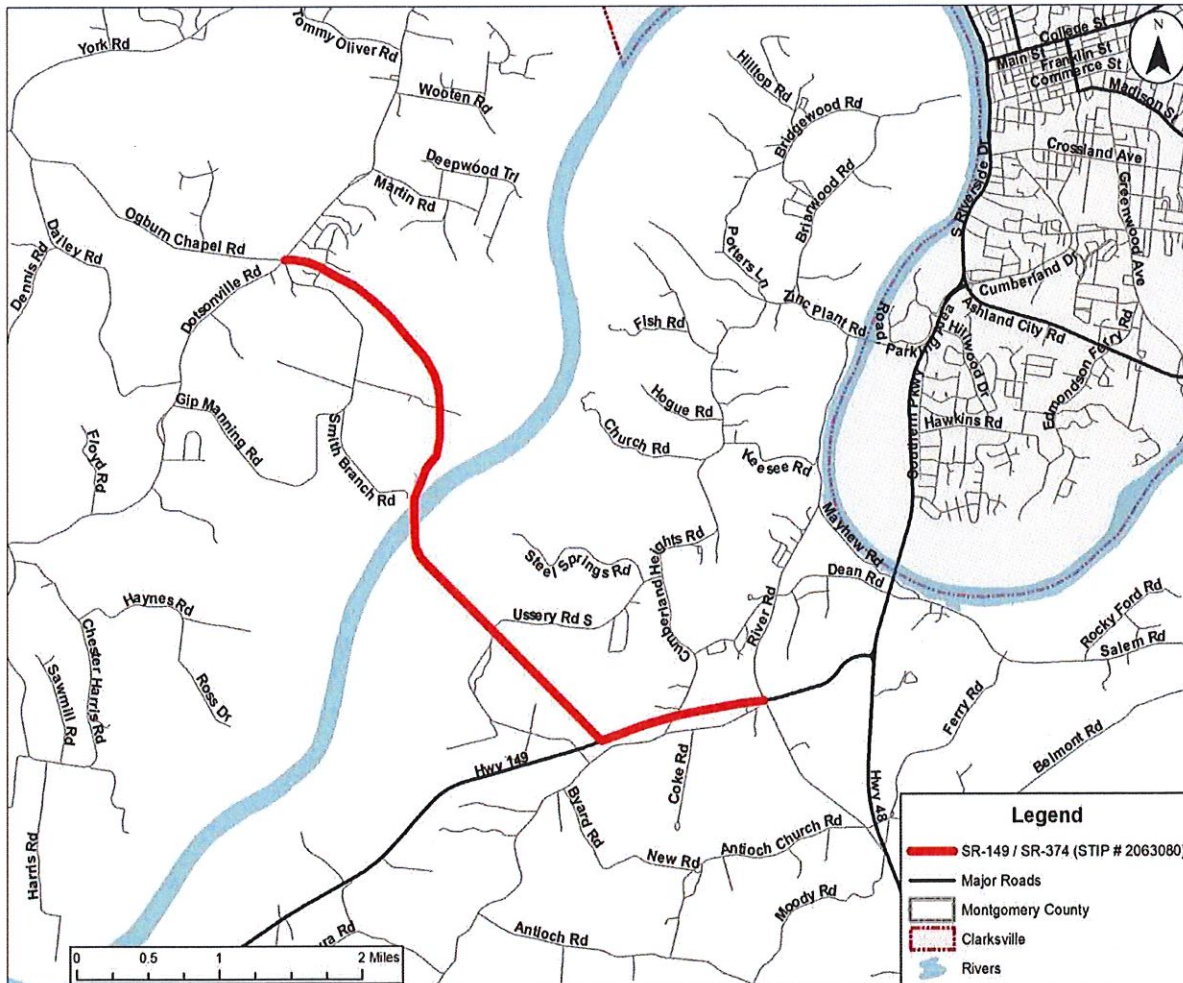 York Rd
Tommy Oliver Rd
Wooten Rd
Deepwood Trl
Martin Rd
Ogburn Chapel Rd
Dailey Rd
Dennis Rd
Dotsonville Rd
Gip Manning Rd
Smith Branch Rd
Floyd Rd
Haynes Rd
Chester Harris Rd
Sawmill Rd
Ross Dr
Harris Rd
Hilltop Rd
Bridgewood Rd
Briarwood Rd
Potters Ln
Zinc Plant Rd
Road
Parking Area
Fish Rd
Hogue Rd
Church Rd
Keesee Rd
Mayhew Rd
Dean Rd
Steel Springs Rd
Cumberland Heights Rd
River Rd
Ussery Rd S
Hwy 149
Byard Rd
Coke Rd
New Rd
Antioch Church Rd
Antioch Rd
Moody Rd
Hwy 48
Ferry Rd
Belmont Rd
Salem Rd
Rocky Ford Rd
College St
Main St
Franklin St
Commerce St
Madison St
Crossland Ave
Greenwood Ave
S Riverside Dr
Cumberland Dr
Ashland City Rd
Hillwood Dr
Edmondson Ferry Rd
Hawkins Rd
Southern Pkwy
N
0 0.5 1 2 Miles
Legend
SR-149 / SR-374 (STIP # 2063080)
Major Roads
Montgomery County
Clarksville
Rivers